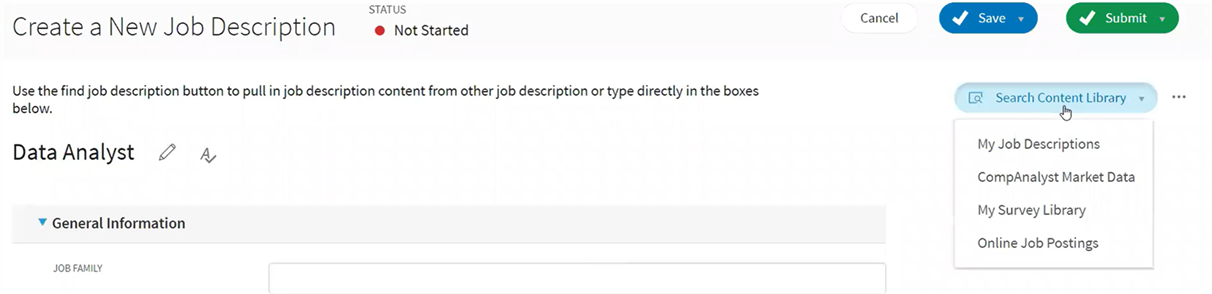 Create a New Job Description
STATUS
Not Started
Cancel
Save
Submit
Use the find job description button to pull in job description content from other job description or type directly in the boxes
below.
Search Content Library
My Job Descriptions
CompAnalyst Market Data
My Survey Library
Online Job Postings
Data Analyst
General Information
JOB FAMILY